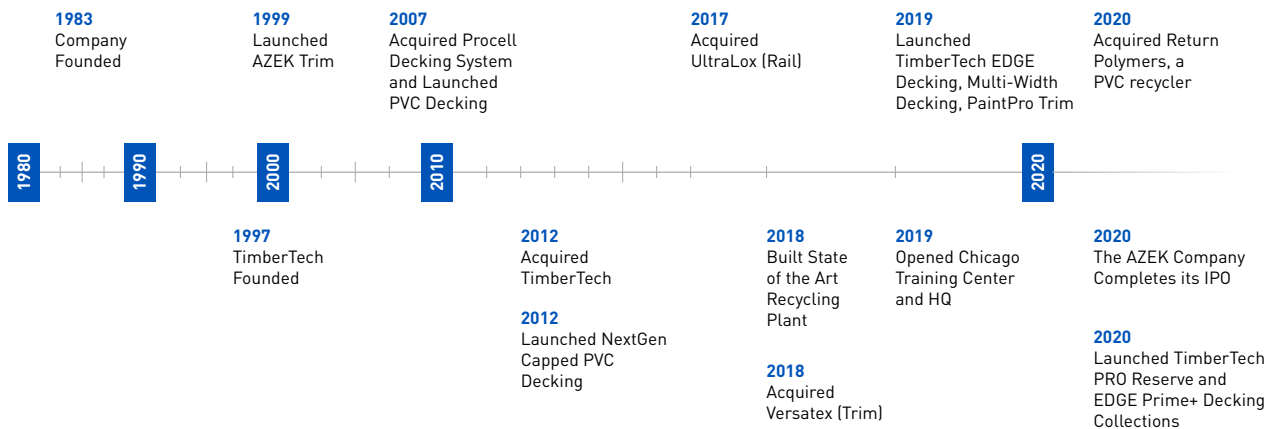 1983
Company
Founded
1999
Launched
AZEK Trim
2007
Acquired Procell
Decking System
and Launched
PVC Decking
2017
Acquired
UltraLox (Rail)
2019
Launched
TimberTech EDGE
Decking, Multi-Width
Decking, PaintPro Trim
2020
Acquired Return
Polymers, a
PVC recycler
1980
1990
2000
2010
2020
1997
TimberTech
Founded
2012
Acquired
TimberTech
2012
Launched NextGen
Capped PVC
Decking
2018
Built State
of the Art
Recycling
Plant
2018
Acquired
Versatex (Trim)
2019
Opened Chicago
Training Center
and HQ
2020
The AZEK Company
Completes its IPO
2020
Launched TimberTech
PRO Reserve and
EDGE Prime+ Decking
Collections